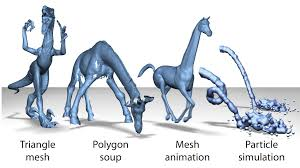 Triangle
mesh
Polygon
soup
Mesh
animation
Particle
simulation